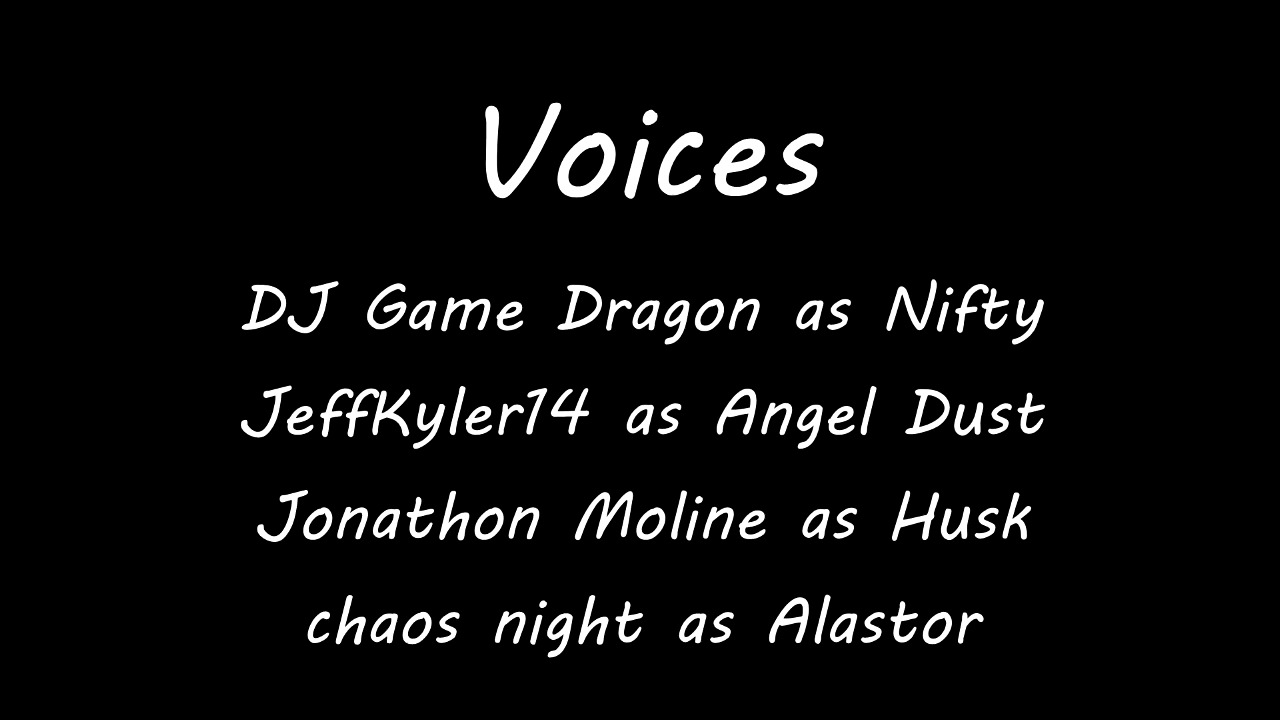 Voices
DJ Game Dragon as Nifty
JeffKyler14 as Angel Dust
Jonathon Moline as Husk
chaos night as Alastor